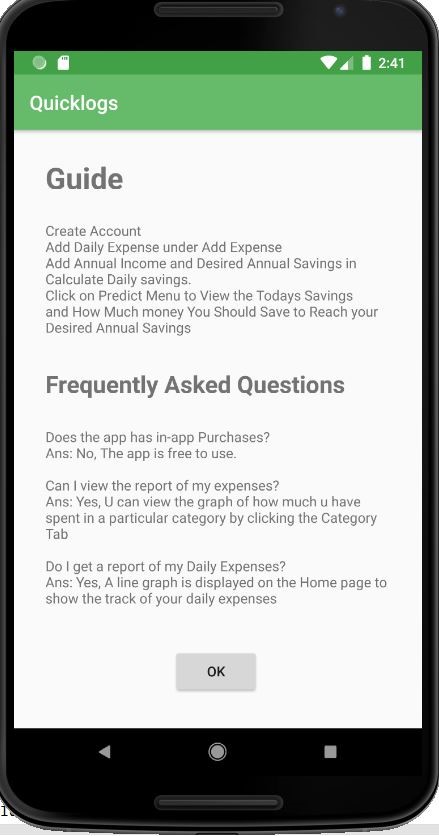 2:41
Quicklogs
Guide
Create Account
Add Daily Expense under Add Expense
Add Annual Income and Desired Annual Savings in
Calculate Daily savings.
Click on Predict Menu to View the Todays Savings
and How Much money You Should Save to Reach your
Desired Annual Savings
Frequently Asked Questions
Does the app has in-app Purchases?
Ans: No, The app is free to use.
Can I view the report of my expenses?
Ans: Yes, U can view the graph of how much u have
spent in a particular category by clicking the Category
Tab
Do I get a report of my Daily Expenses?
Ans: Yes, A line graph is displayed on the Home page to
show the track of your daily expenses
OK